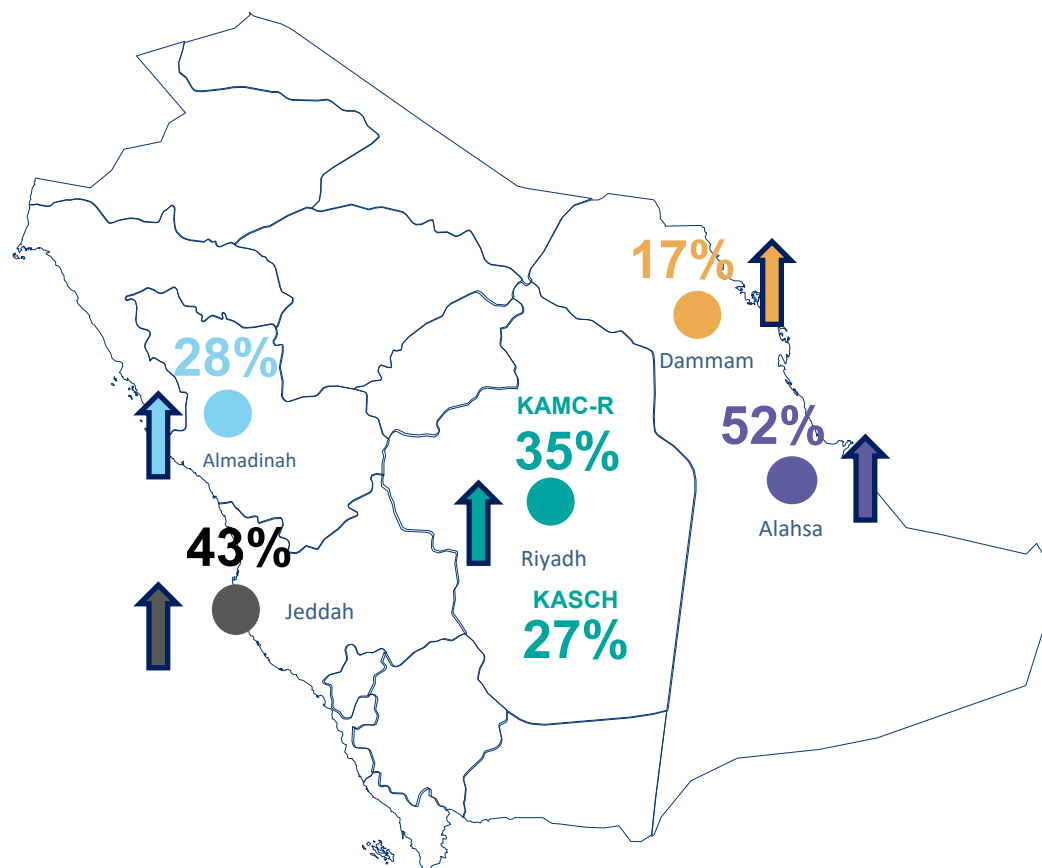 17%
Dammam
28%
Almadinah
KAMC-R
35%
Riyadh
KASCH
27%
52%
Alahsa
43%
Jeddah